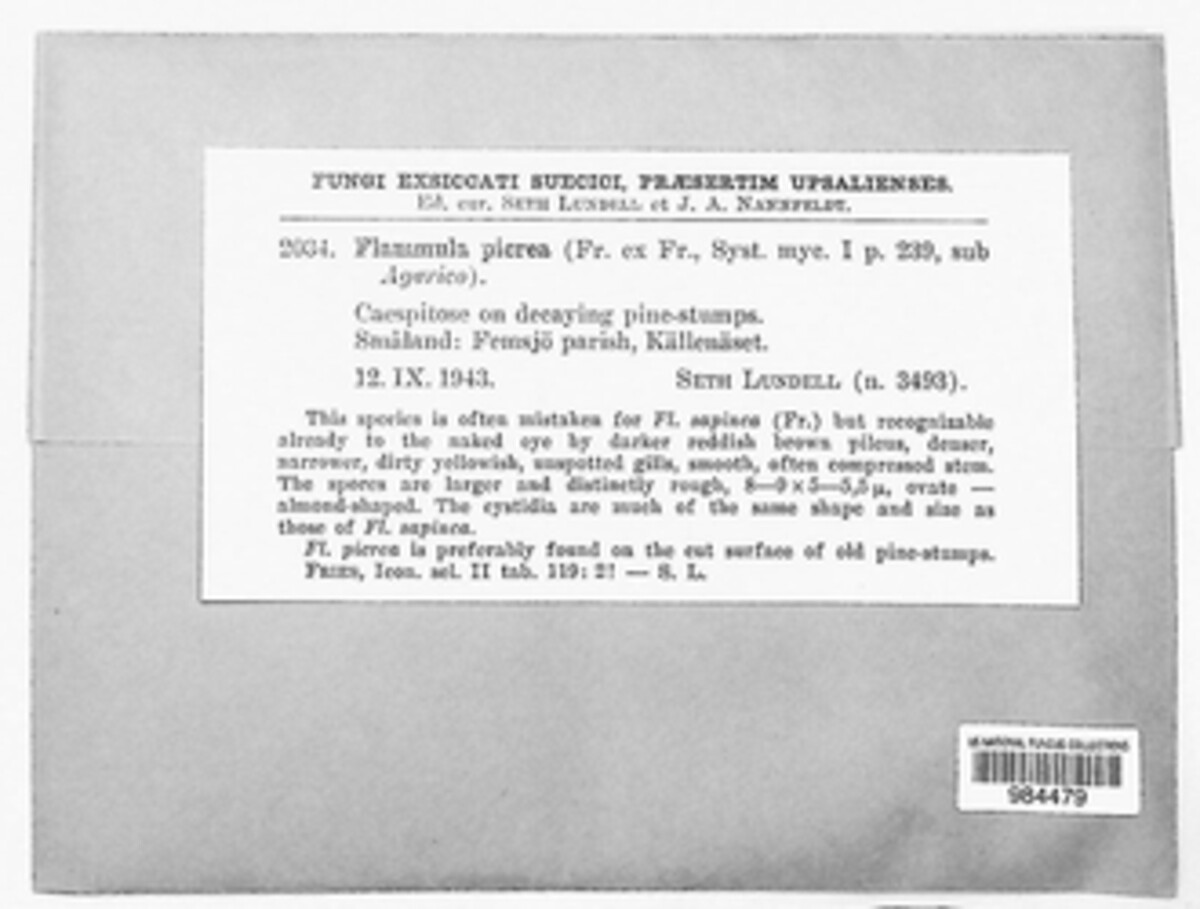 FUNGI EXSICCATI SUECICI, PRÆSERTIM UPSALIENSES.
Ed. cur. SETH LUNDELL et J. A. NANNFELDT.
2034. Flammula picrea (Fr. ex Fr., Syst. myc. I p. 239, sub
Agarico).
Caespitose on decaying pine-stumps.
Småland: Femsjö parish, Källenäset.
12. IX. 1943. SETH LUNDELL (n. 3493).
This species is often mistaken for Fl. sapinea (Fr.) but recognizable
already to the naked eye by darker reddish brown pileus, denser,
narrower, dirty yellowish, unspotted gills, smooth, often compressed stem.
The spores are larger and distinctly rough, 8—9 × 5—5,5 µ, ovate —
almond-shaped. The cystidia are much of the same shape and size as
those of Fl. sapinea.
Fl. picrea is preferably found on the cut surface of old pine-stumps.
FRIES, Icon. sel. II tab. 119: 2! — S. L.
US NATIONAL FUNGUS COLLECTIONS
984479